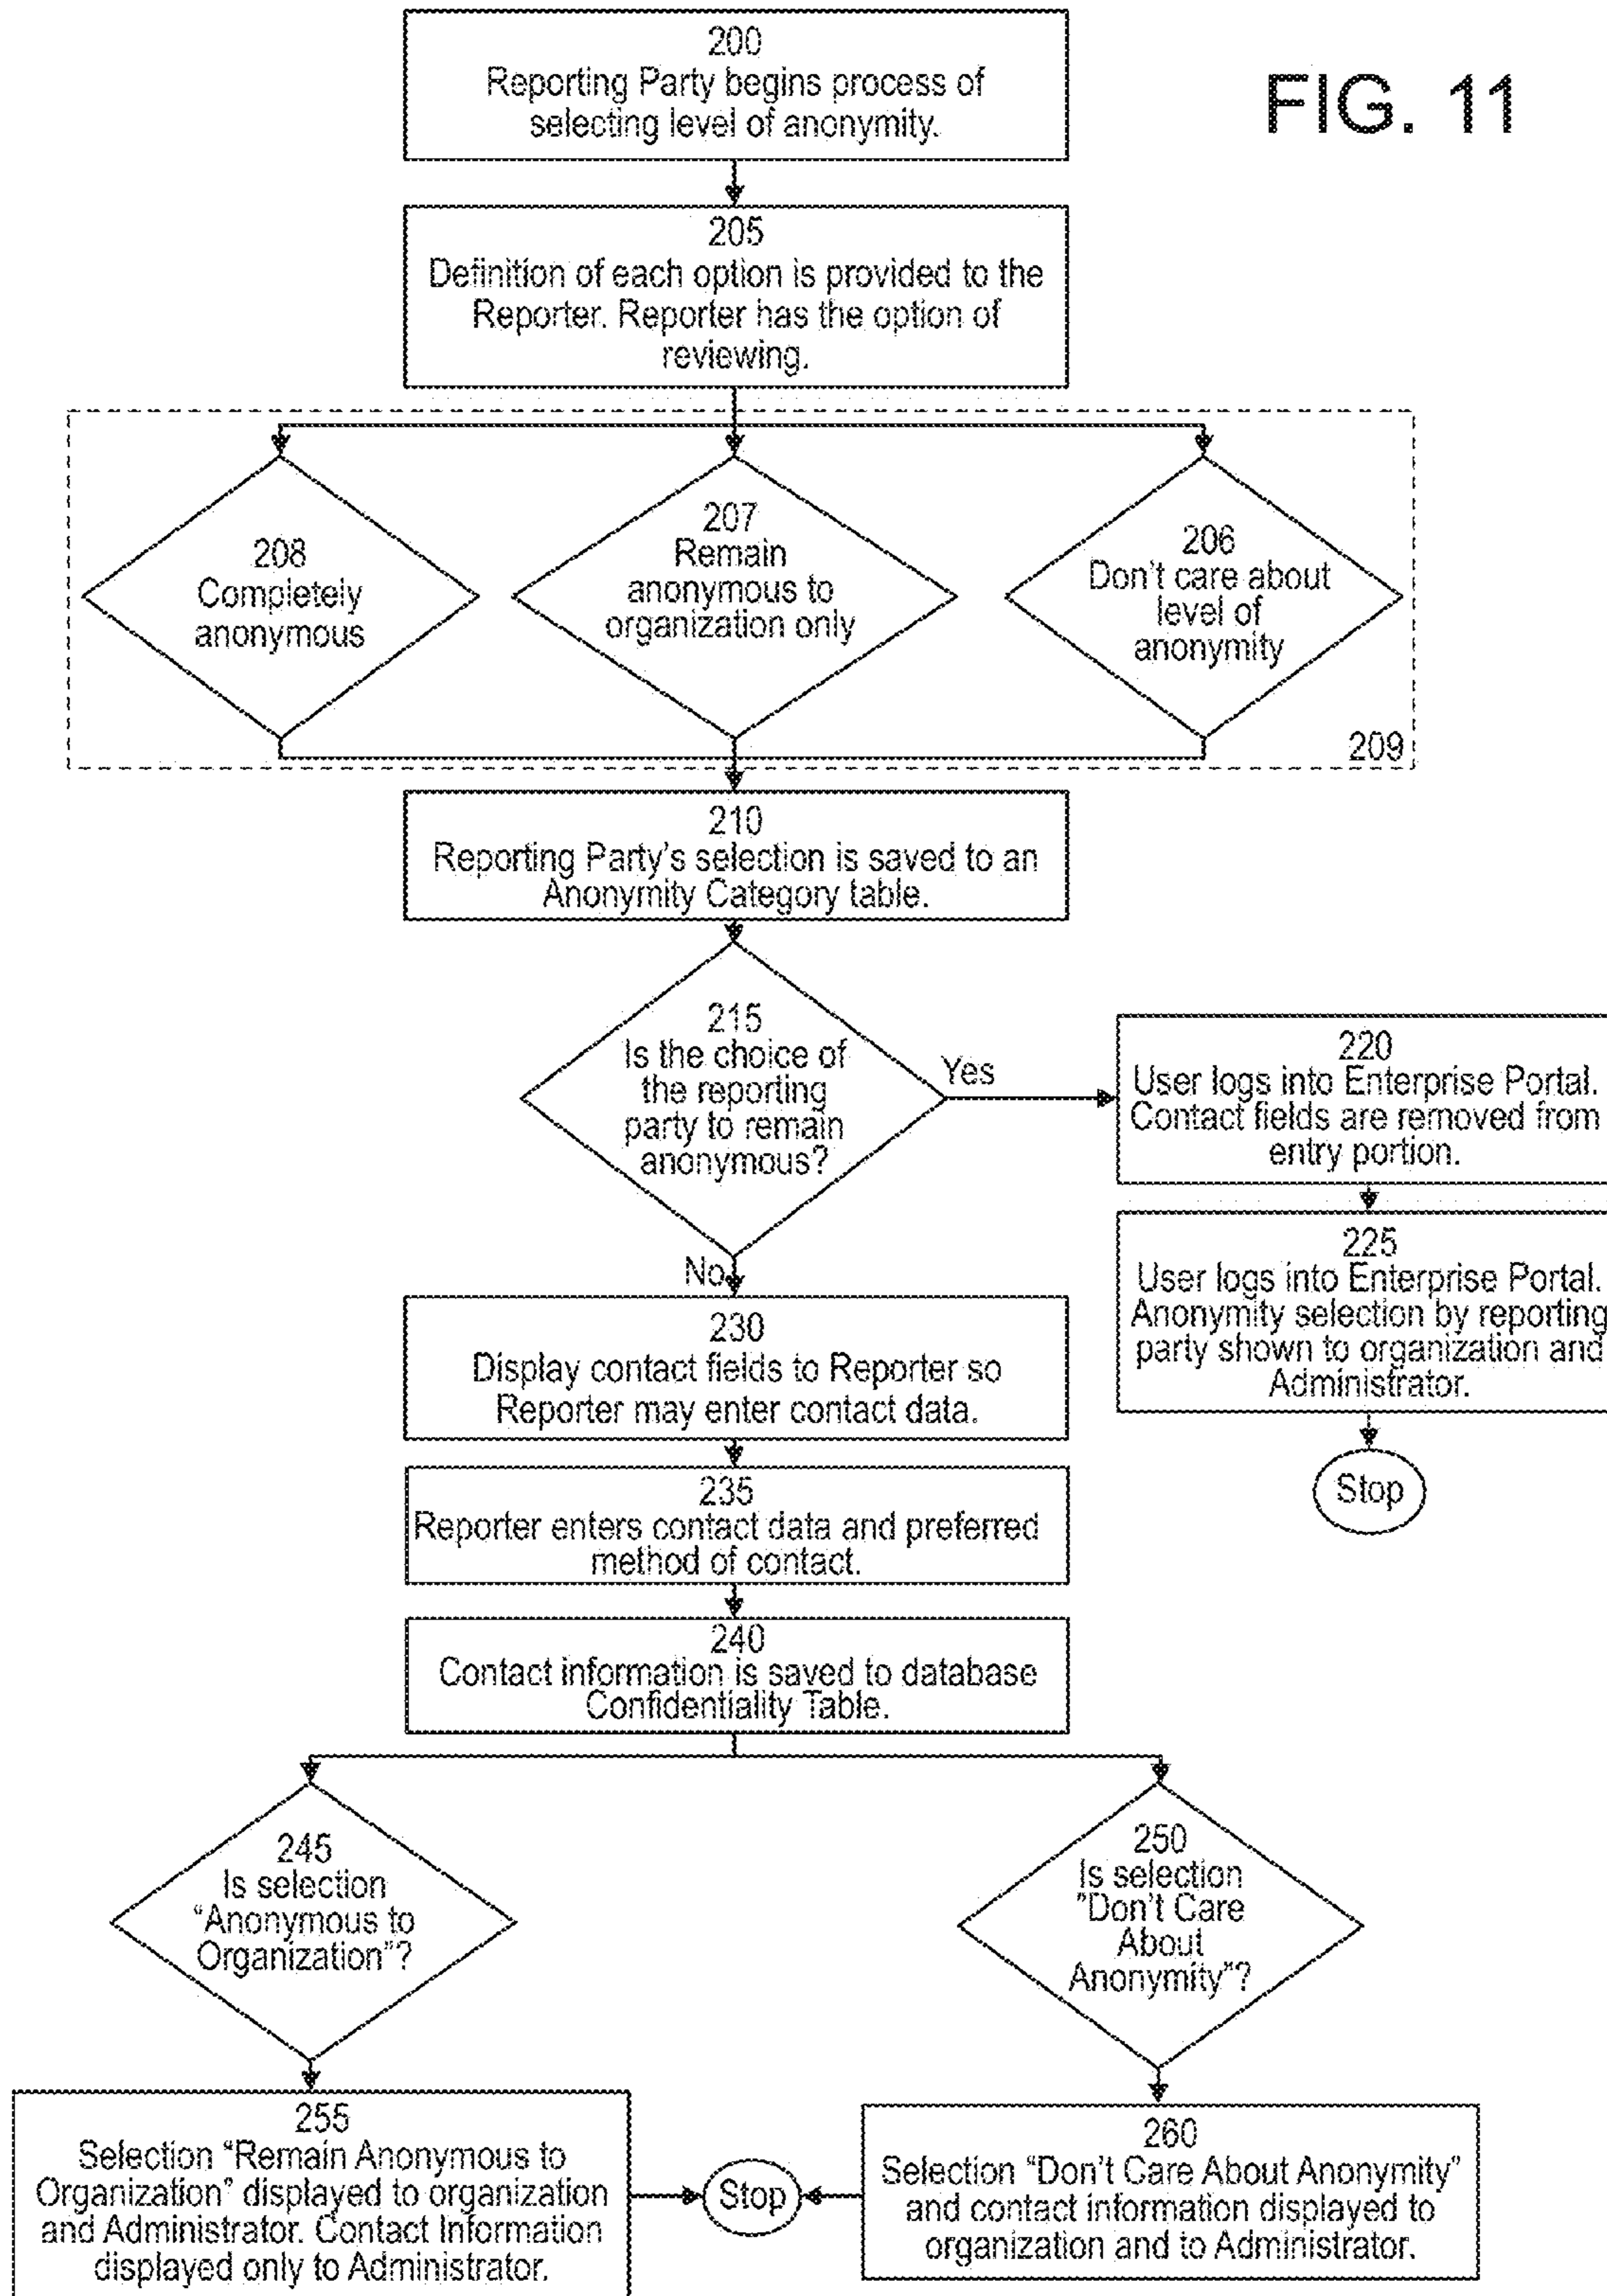 FIG. 11
200
Reporting Party begins process of
selecting level of anonymity.
205
Definition of each option is provided to the
Reporter. Reporter has the option of
reviewing.
208
Completely
anonymous
207
Remain
anonymous to
organization only
206
Don't care about
level of
anonymity
209
210
Reporting Party's selection is saved to an
Anonymity Category table.
215
Is the choice of
the reporting
party to remain
anonymous?
Yes
220
User logs into Enterprise Portal.
Contact fields are removed from
entry portion.
225
User logs into Enterprise Portal.
Anonymity selection by reporting
party shown to organization and
Administrator.
Stop
No
230
Display contact fields to Reporter so
Reporter may enter contact data.
235
Reporter enters contact data and preferred
method of contact.
240
Contact information is saved to database
Confidentiality Table.
245
Is selection
"Anonymous to
Organization"?
250
Is selection
"Don't Care
About
Anonymity"?
255
Selection "Remain Anonymous to
Organization" displayed to organization
and Administrator. Contact Information
displayed only to Administrator.
Stop
260
Selection "Don't Care About Anonymity"
and contact information displayed to
organization and to Administrator.